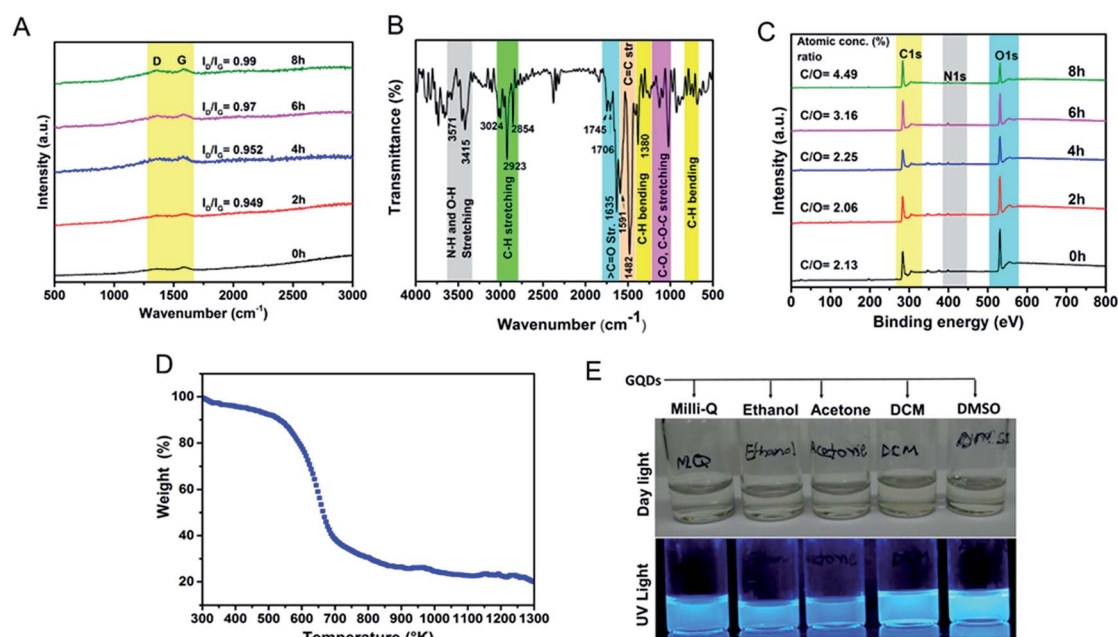 A
D G
I_D/I_G = 0.99
8h
I_D/I_G = 0.97
6h
I_D/I_G = 0.952
4h
I_D/I_G = 0.949
2h
0h
Intensity (a.u.)
500 1000 1500 2000 2500 3000
Wavenumber (cm⁻¹)
B
Transmittance (%)
3571
3415
N-H and O-H
Stretching
3024
2854
2923
C-H stretching
1745
1706
>C=O Str. 1635
C=C str
1591
1482
1380
C-H bending
C-O, C-O-C stretching
C-H bending
4000 3500 3000 2500 2000 1500 1000 500
Wavenumber (cm⁻¹)
C
Atomic conc. (%)
ratio
C1s
N1s
O1s
C/O= 4.49
8h
C/O= 3.16
6h
C/O= 2.25
4h
C/O= 2.06
2h
C/O= 2.13
0h
Intensity (a.u.)
0 100 200 300 400 500 600 700 800
Binding energy (eV)
D
Weight (%)
100
80
60
40
20
300 400 500 600 700 800 900 1000 1100 1200 1300
Temperature (°K)
E
GQDs
Milli-Q Ethanol Acetone DCM DMSO
Day light
MQ Ethanol Acetone DCM
UV Light